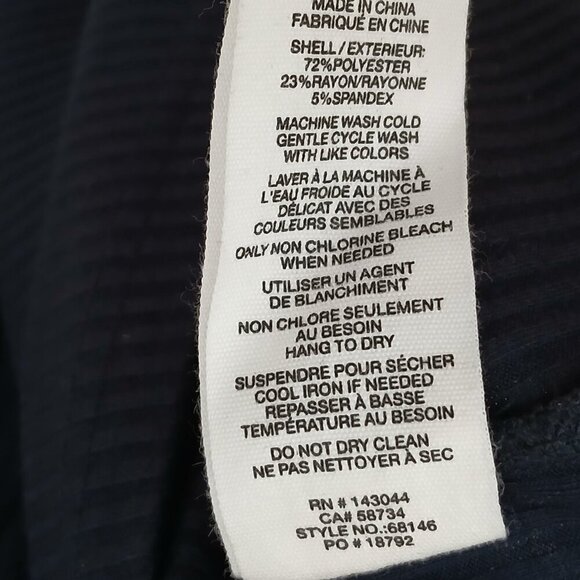 MADE IN CHINA
FABRIQUÉ EN CHINE
SHELL / EXTERIEUR:
72%POLYESTER
23%RAYON/RAYONNE
5%SPANDEX
MACHINE WASH COLD
GENTLE CYCLE WASH
WITH LIKE COLORS
LAVER À LA MACHINE À
L'EAU FROIDE AU CYCLE
DÉLICAT AVEC DES
COULEURS SEMBLABLES
ONLY NON CHLORINE BLEACH
WHEN NEEDED
UTILISER UN AGENT
DE BLANCHIMENT
NON CHLORE SEULEMENT
AU BESOIN
HANG TO DRY
SUSPENDRE POUR SÉCHER
COOL IRON IF NEEDED
REPASSER À BASSE
TEMPÉRATURE AU BESOIN
DO NOT DRY CLEAN
NE PAS NETTOYER À SEC
RN # 143044
CA# 58734
STYLE NO.:68146
PO # 18792